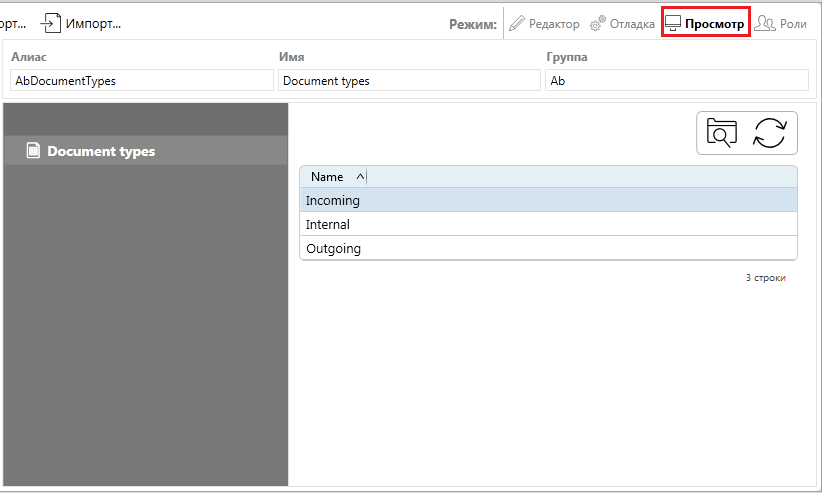 орт... Импорт... Режим: Редактор Отладка Просмотр Роли
Алиас Имя Группа
AbDocumentTypes Document types Ab
Document types
Name
Incoming
Internal
Outgoing
3 строки